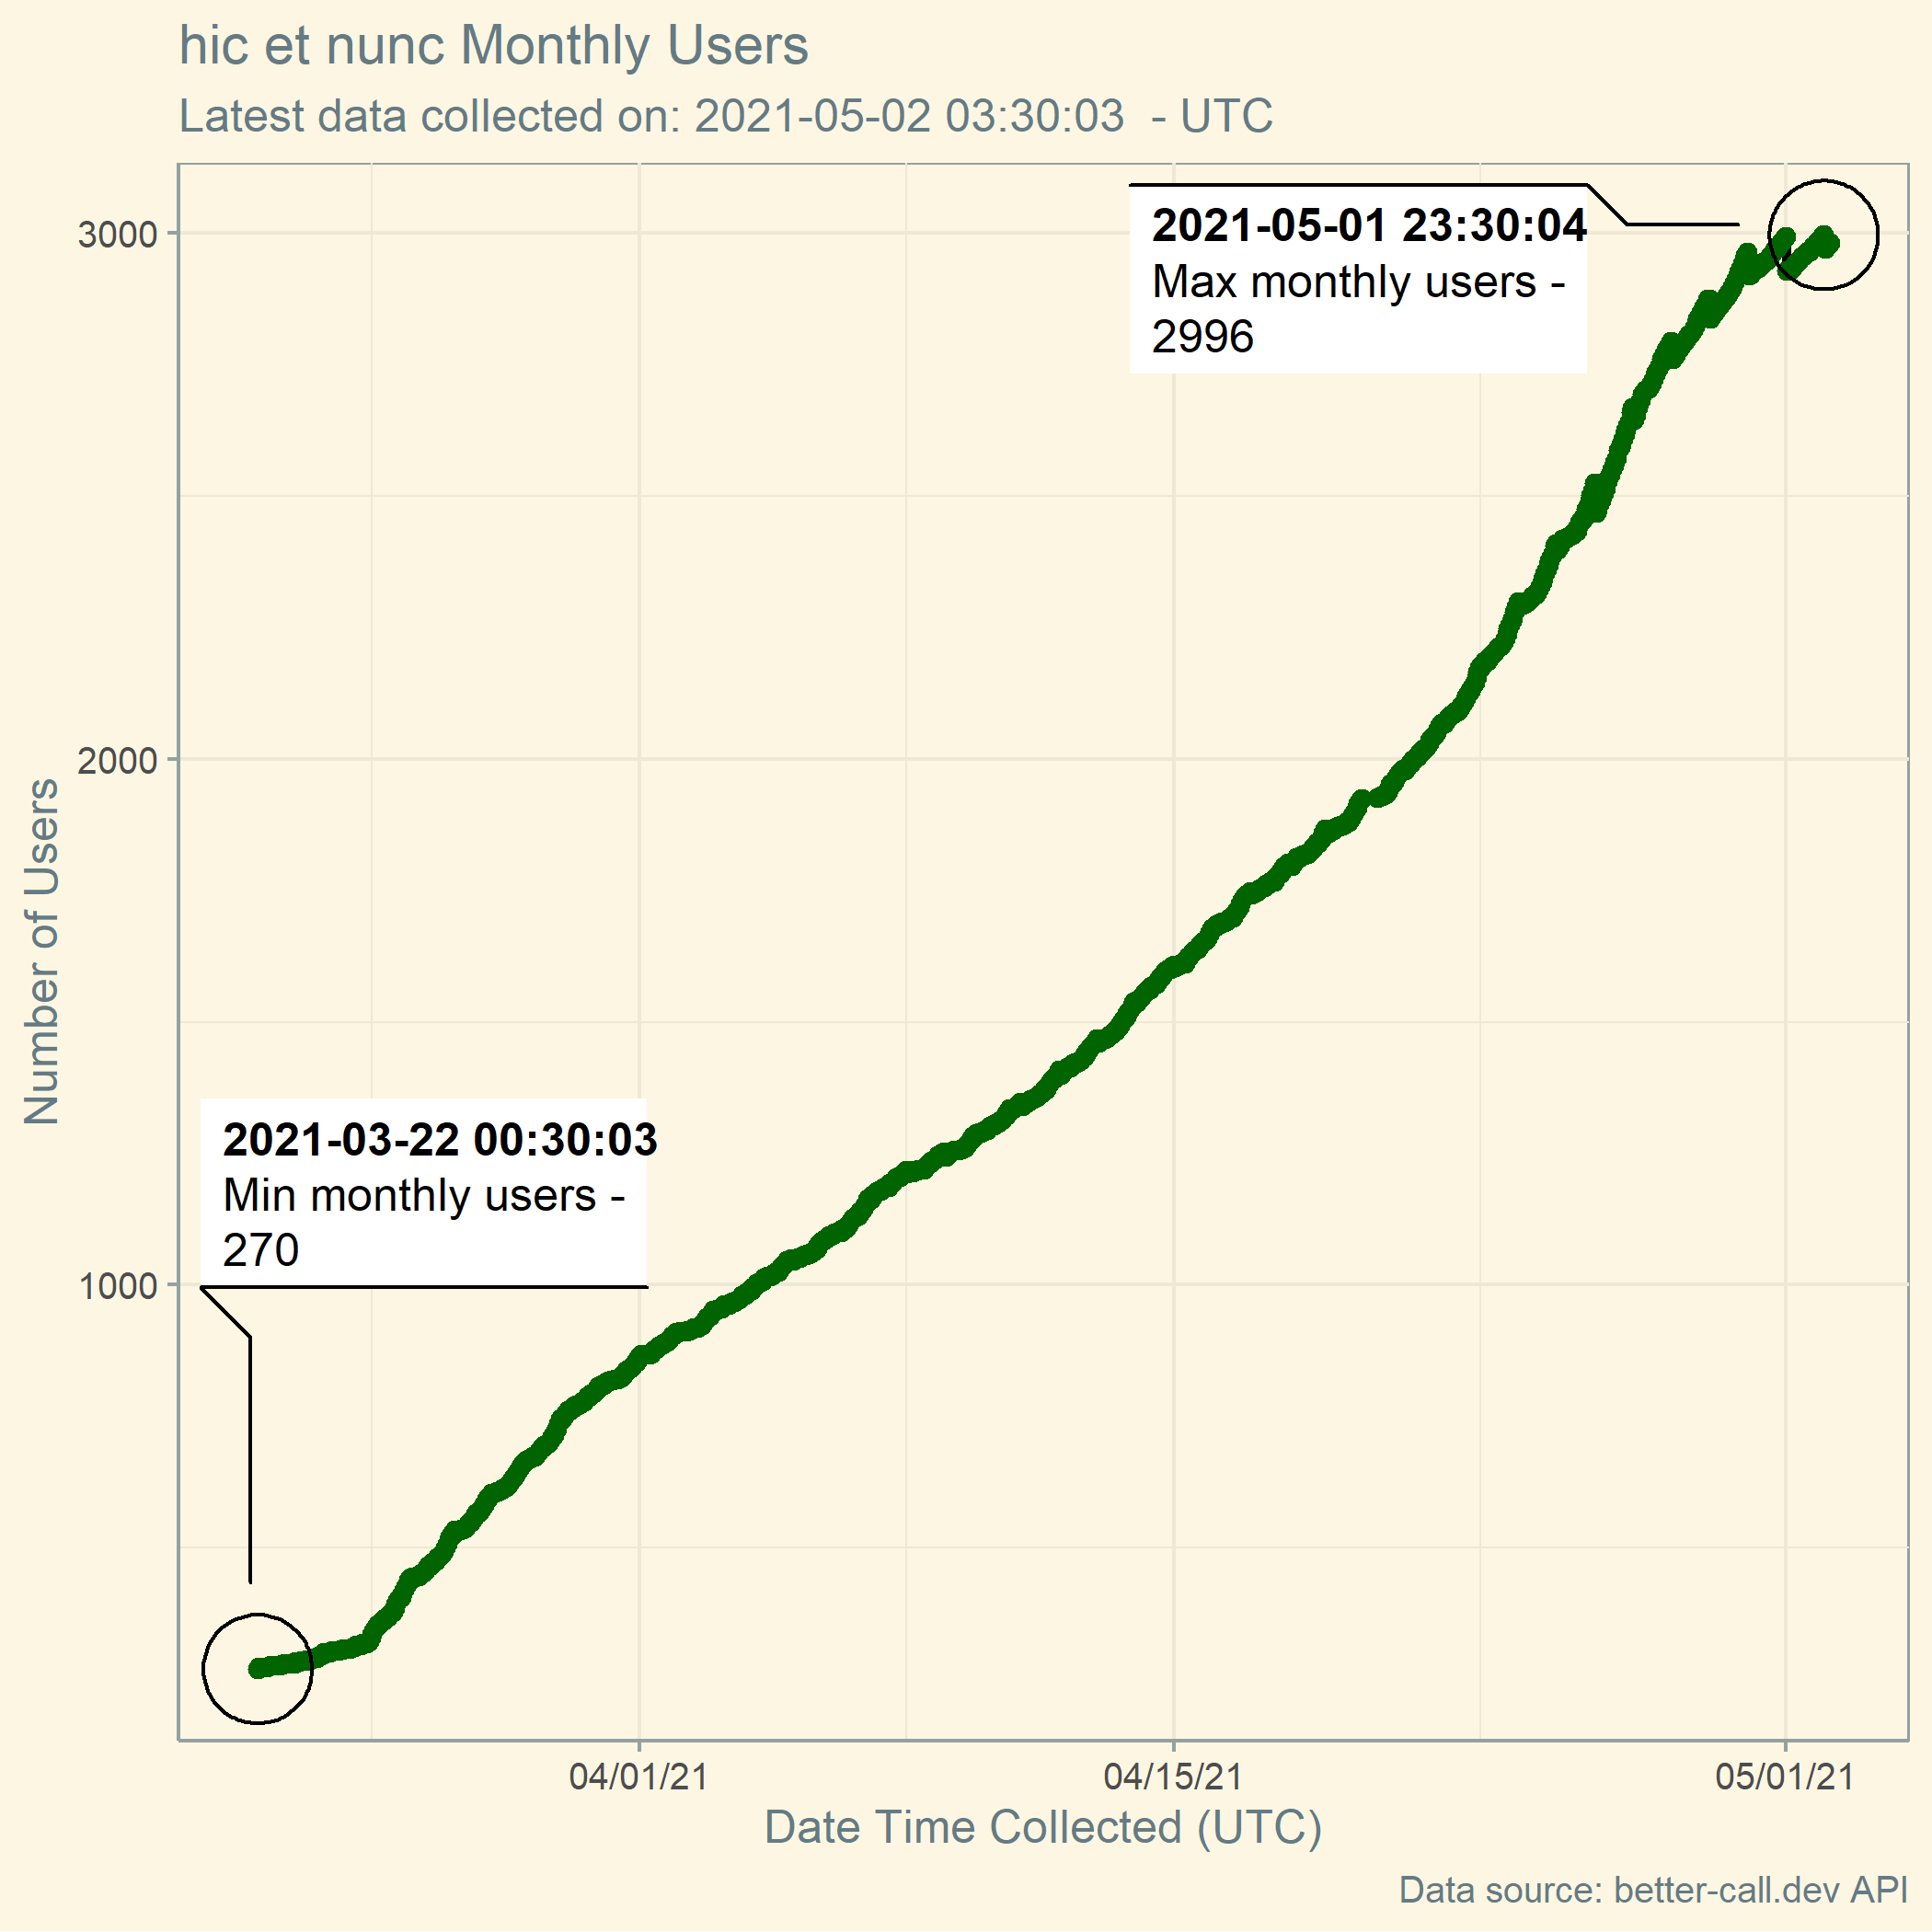 hic et nunc Monthly Users
Latest data collected on: 2021-05-02 03:30:03  - UTC
3000
2000
1000
Number of Users
2021-05-01 23:30:04
Max monthly users -
2996
2021-03-22 00:30:03
Min monthly users -
270
04/01/21
04/15/21
05/01/21
Date Time Collected (UTC)
Data source: better-call.dev API